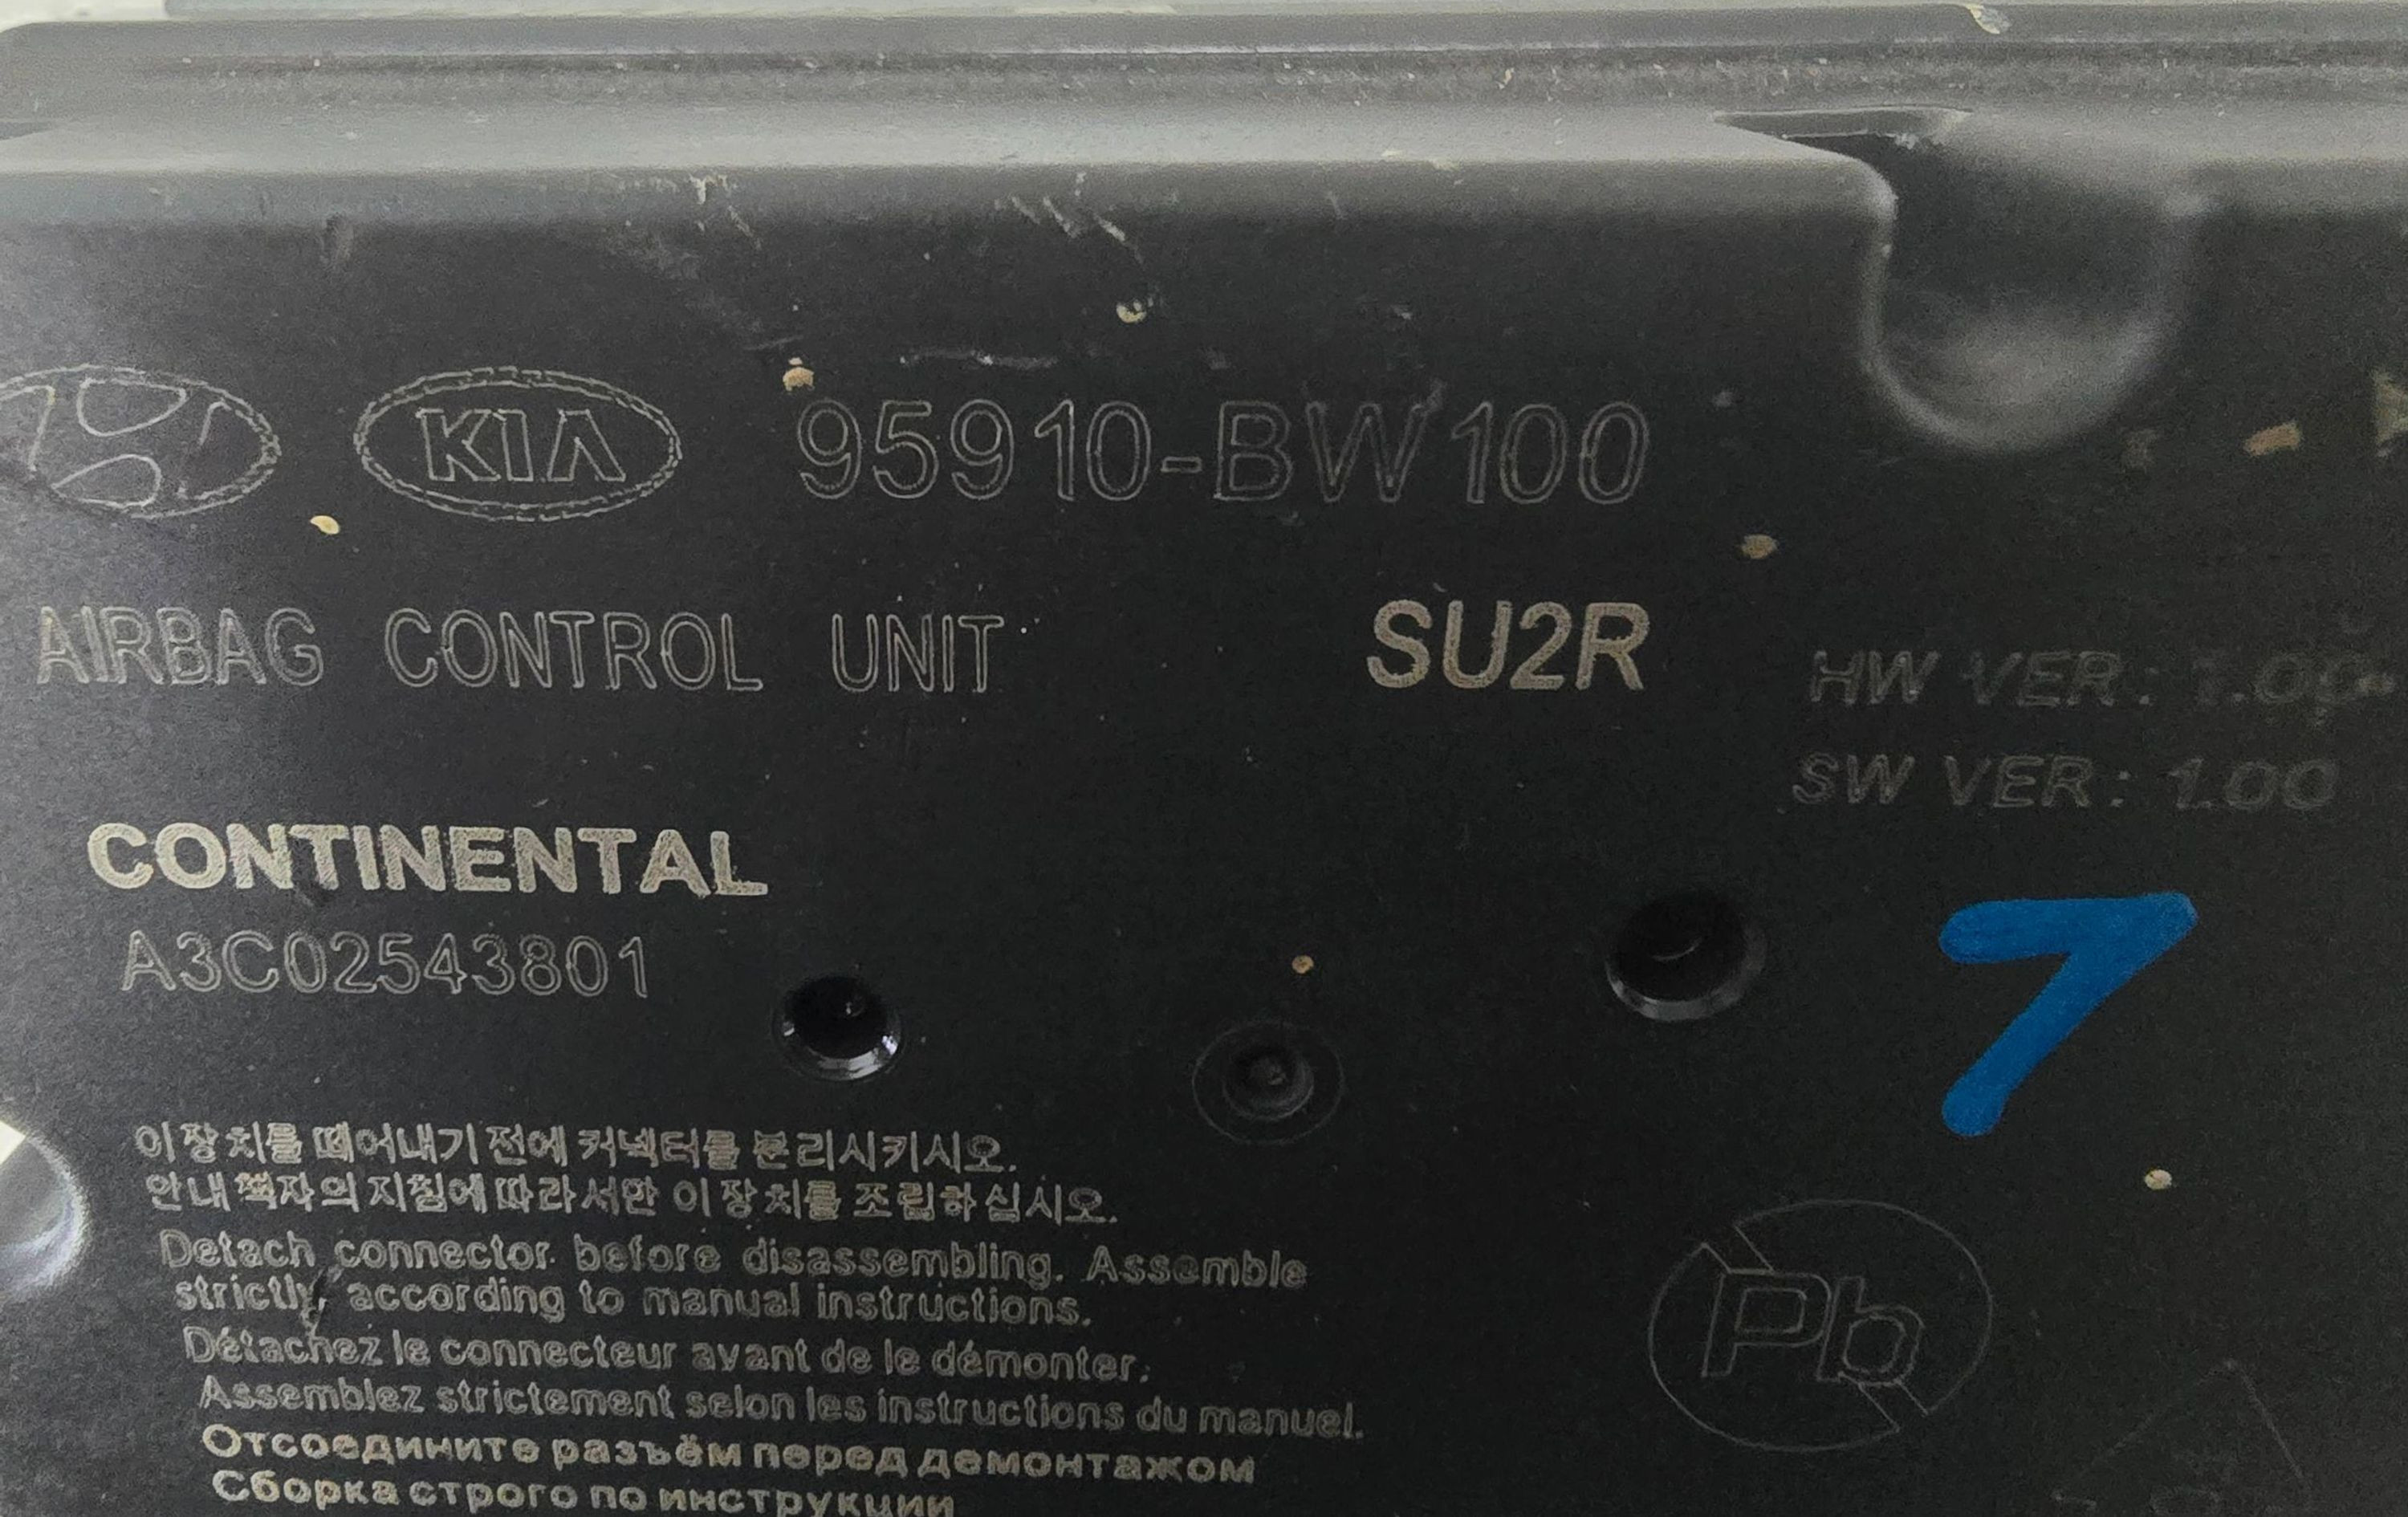 KIA 95910-BW100
AIRBAG CONTROL UNIT SU2R
HW VER: 1.00
SW VER: 1.00
CONTINENTAL
A3C02543801
7
이 장치를 떼어내기 전에 커넥터를 분리시키시오.
안내 책자의 지침에 따라서만 이 장치를 조립하십시오.
Detach connector before disassembling. Assemble
strictly, according to manual instructions.
Détachez le connecteur avant de le démonter.
Assemblez strictement selon les instructions du manuel.
Pb
Отсоедините разъём перед демонтажом
Сборка строго по инструкции